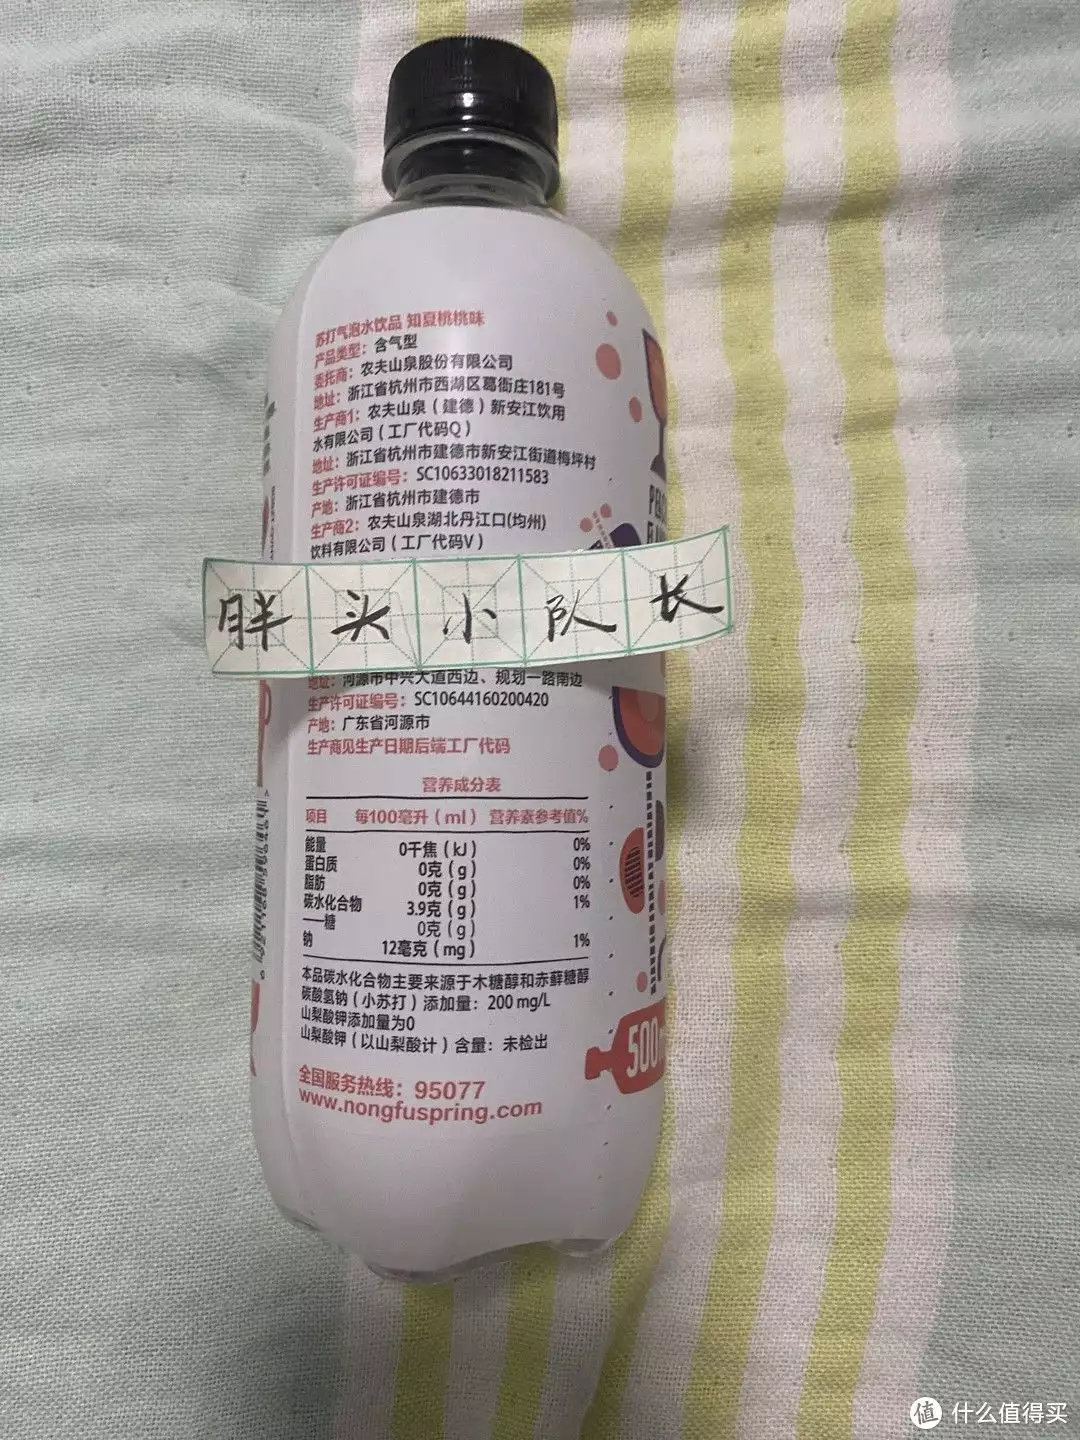 苏打气泡水饮品 知夏桃桃味
产品类型：含气型
委托商：农夫山泉股份有限公司
地址：浙江省杭州市西湖区葛衙庄181号
生产商1：农夫山泉（建德）新安江饮用
水有限公司（工厂代码Q）
地址：浙江省杭州市建德市新安江街道梅坪村
生产许可证编号：SC10633018211583
产地：浙江省杭州市建德市
生产商2：农夫山泉湖北丹江口(均州)
饮料有限公司（工厂代码V）
胖头小队长
地址：河源市中兴大道西边、规划一路南边
生产许可证编号：SC10644160200420
产地：广东省河源市
生产商见生产日期后端工厂代码
营养成分表
项目 每100毫升（ml） 营养素参考值%
能量 0千焦（kJ） 0%
蛋白质 0克（g） 0%
脂肪 0克（g） 0%
碳水化合物 3.9克（g） 1%
——糖 0克（g）
钠 12毫克（mg） 1%
本品碳水化合物主要来源于木糖醇和赤藓糖醇
碳酸氢钠（小苏打）添加量：200 mg/L
山梨酸钾添加量为0
山梨酸钾（以山梨酸计）含量：未检出
全国服务热线：95077
www.nongfuspring.com
500m
值 什么值得买